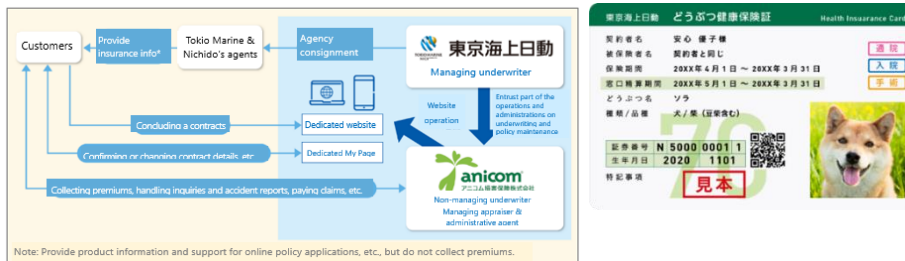 Customers
Provide
insurance info*
Tokio Marine &
Nichido's agents
Agency
consignment
東京海上日動
Managing underwriter
Website
operation
Entrust part of the
operations and
administrations on
underwriting and
policy maintenance
Concluding a contracts
Dedicated website
Confirming or changing contract details, etc.
Dedicated My Page
Collecting premiums, handling inquiries and accident reports, paying claims, etc.
anicom
アニコム損害保険株式会社
Non-managing underwriter
Managing appraiser &
administrative agent
Note: Provide product information and support for online policy applications, etc., but do not collect premiums.
東京海上日動 どうぶつ健康保険証 Health Insuarance Card
契約者名 安心 優子様
被保険者名 契約者と同じ
通院
保険期間 20XX年4月1日 ～ 20XX年3月31日
入院
窓口精算期間 20XX年5月1日 ～ 20XX年3月31日
手術
どうぶつ名 ソラ
種類/品種 犬/柴 (豆柴含む)
70
証券番号 N 5000 0001 1
生年月日 2020 1101
特記事項
見本